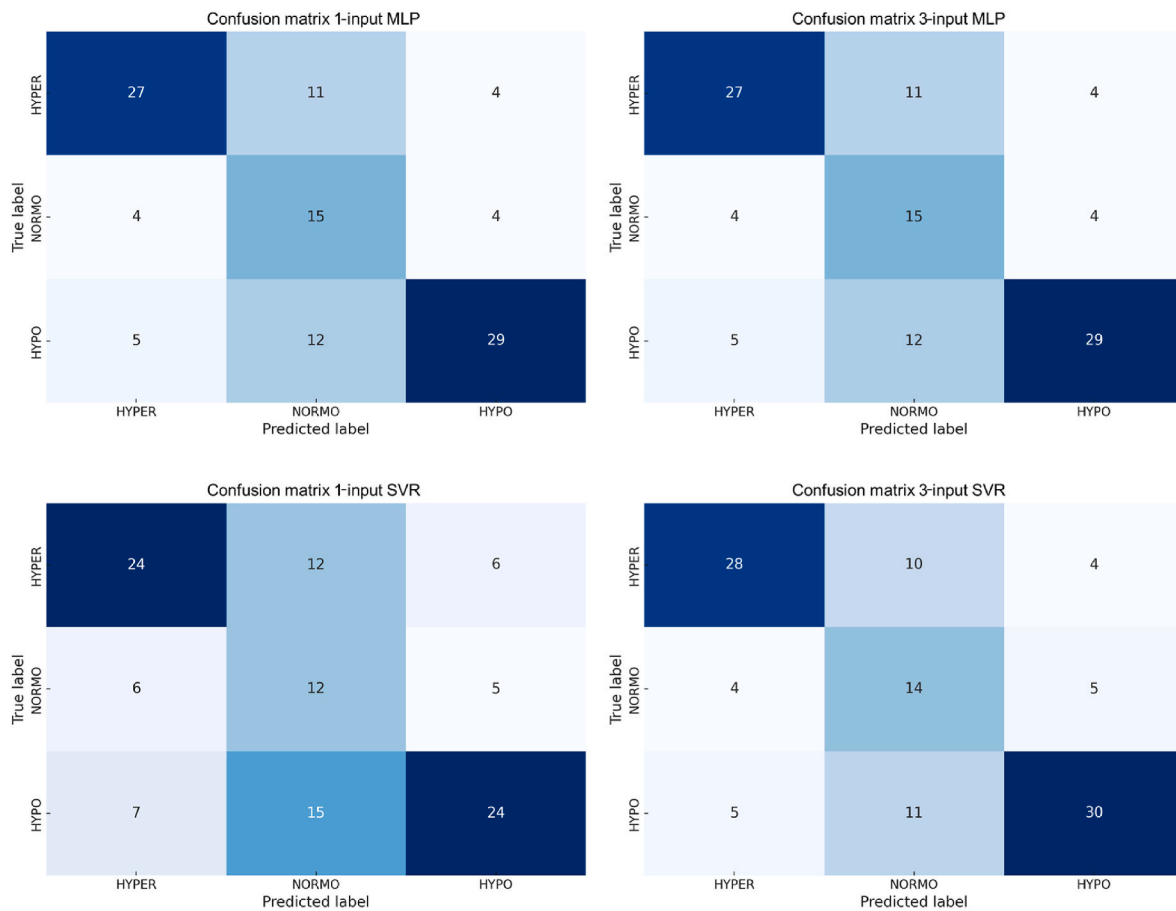 Confusion matrix 1-input MLP
HYPER
27 11 4
True label
NORMO
4 15 4
HYPO
5 12 29
HYPER NORMO HYPO
Predicted label
Confusion matrix 3-input MLP
HYPER
27 11 4
True label
NORMO
4 15 4
HYPO
5 12 29
HYPER NORMO HYPO
Predicted label
Confusion matrix 1-input SVR
HYPER
24 12 6
True label
NORMO
6 12 5
HYPO
7 15 24
HYPER NORMO HYPO
Predicted label
Confusion matrix 3-input SVR
HYPER
28 10 4
True label
NORMO
4 14 5
HYPO
5 11 30
HYPER NORMO HYPO
Predicted label